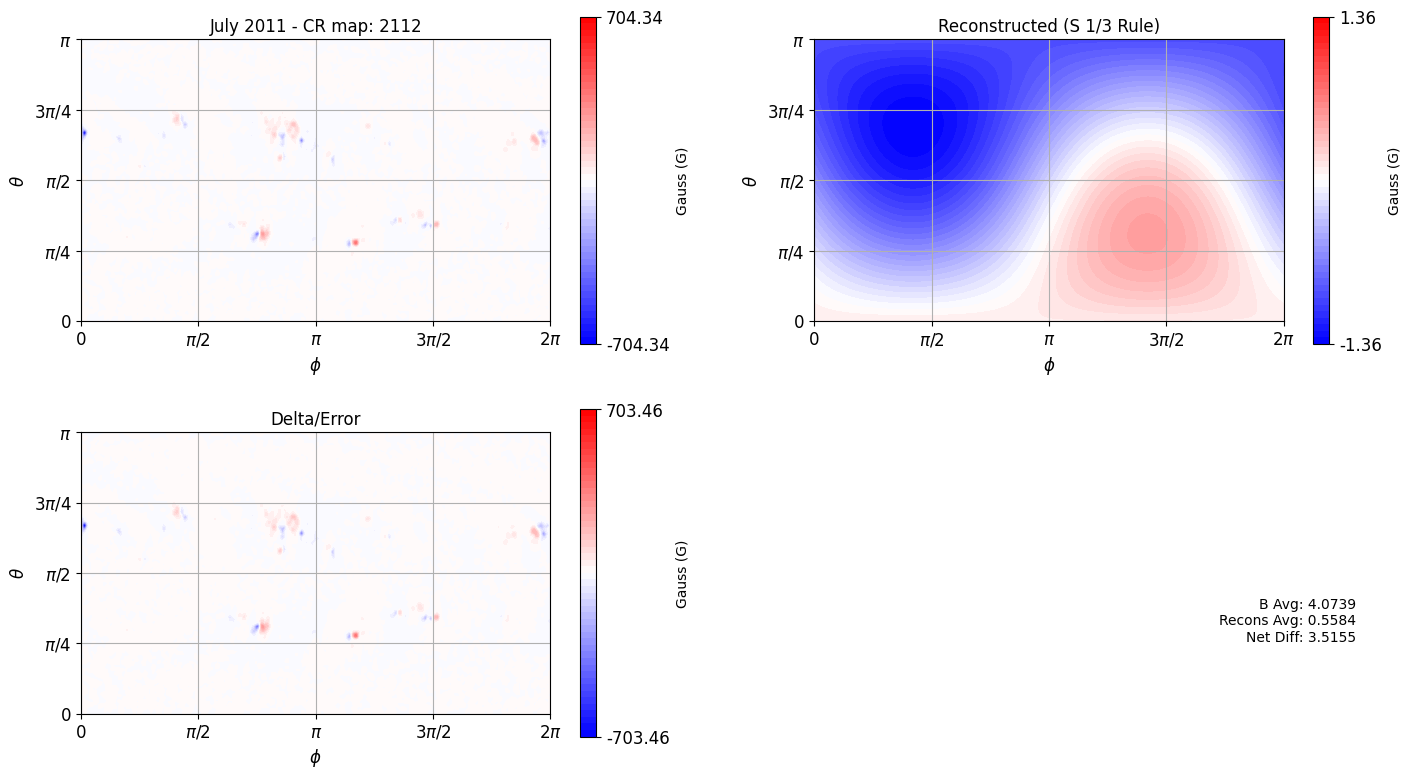 July 2011 - CR map: 2112
π
3π/4
π/2
π/4
0
θ
0
π/2
π
3π/2
2π
ϕ
704.34
-704.34
Gauss (G)
Reconstructed (S 1/3 Rule)
π
3π/4
π/2
π/4
0
θ
0
π/2
π
3π/2
2π
ϕ
1.36
-1.36
Gauss (G)
Delta/Error
π
3π/4
π/2
π/4
0
θ
0
π/2
π
3π/2
2π
ϕ
703.46
-703.46
Gauss (G)
B Avg: 4.0739
Recons Avg: 0.5584
Net Diff: 3.5155